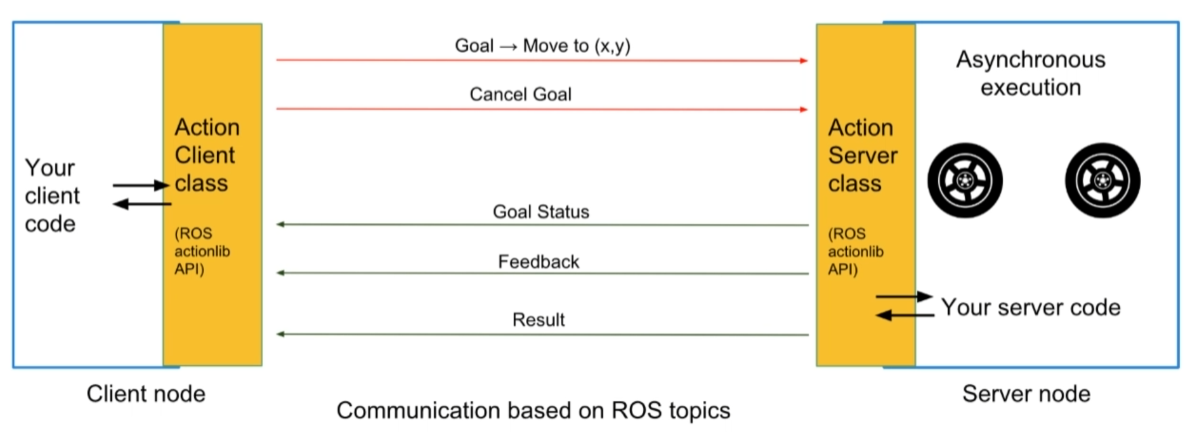 Goal → Move to (x,y)
Cancel Goal
Asynchronous
execution
Your
client
code
Action
Client
class
(ROS
actionlib
API)
Goal Status
Feedback
Result
Action
Server
class
(ROS
actionlib
API)
Your server code
Client node
Communication based on ROS topics
Server node